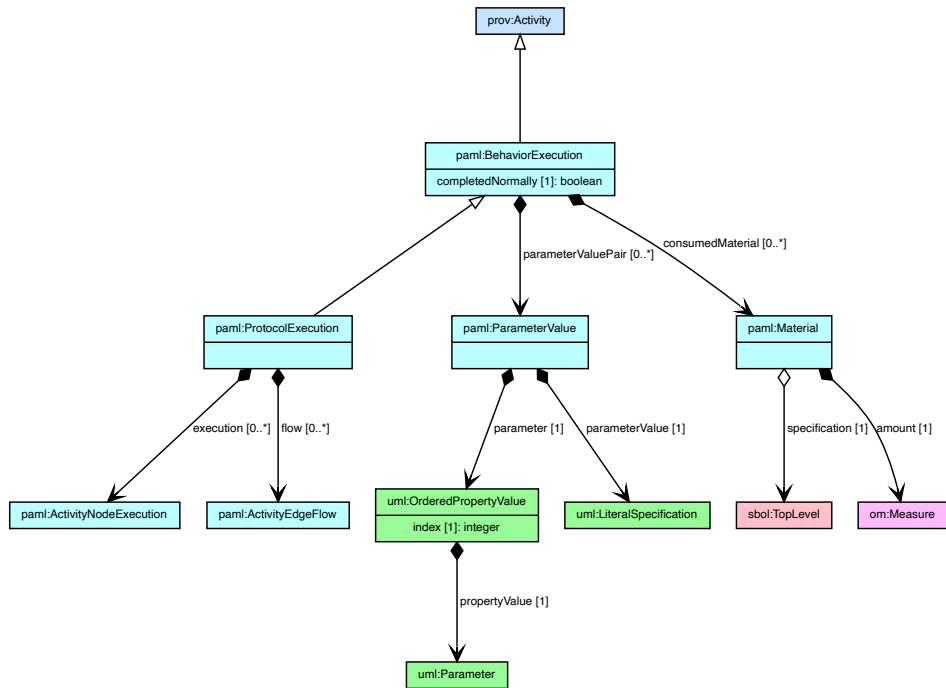 prov:Activity
paml:BehaviorExecution
completedNormally [1]: boolean
consumedMaterial [0..*]
parameterValuePair [0..*]
paml:ProtocolExecution
paml:ParameterValue
paml:Material
execution [0..*]
flow [0..*]
parameter [1]
parameterValue [1]
specification [1]
amount [1]
paml:ActivityNodeExecution
paml:ActivityEdgeFlow
uml:OrderedPropertyValue
index [1]: integer
uml:LiteralSpecification
sbol:TopLevel
om:Measure
propertyValue [1]
uml:Parameter